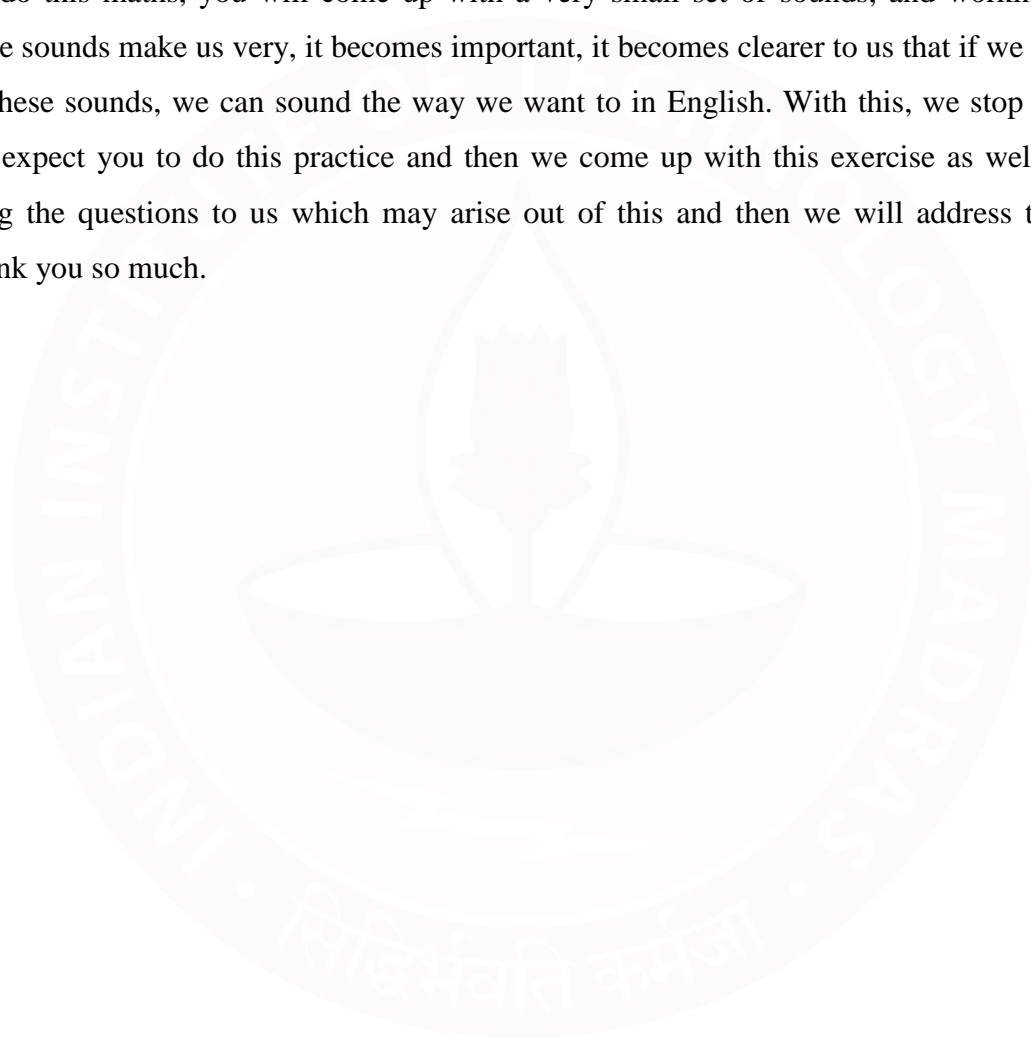 do this maths, you will come up with a very small set of sounds, and
e sounds make us very, it becomes important, it becomes clearer to us that if we
hese sounds, we can sound the way we want to in English. With this, we stop
expect you to do this practice and then we come up with this exercise as
g the questions to us which may arise out of this and then we will address
nk you so much.
INDIAN INSTITUTE OF TECHNOLOGY MADRAS
सिद्धिर्भवति कर्मजा